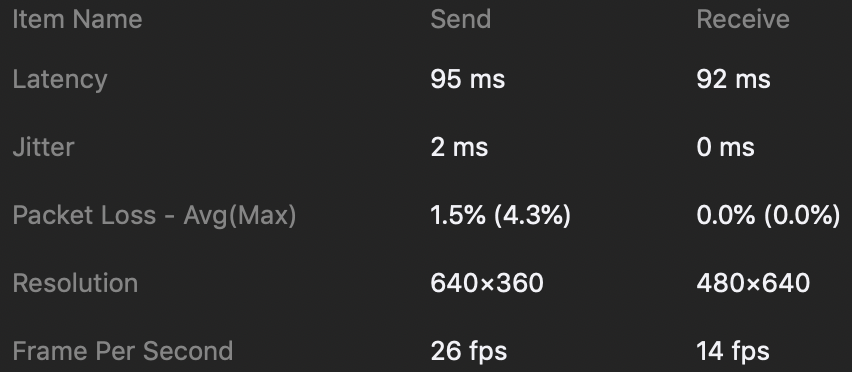 Item Name Send Receive
Latency 95 ms 92 ms
Jitter 2 ms 0 ms
Packet Loss - Avg(Max) 1.5% (4.3%) 0.0% (0.0%)
Resolution 640×360 480×640
Frame Per Second 26 fps 14 fps